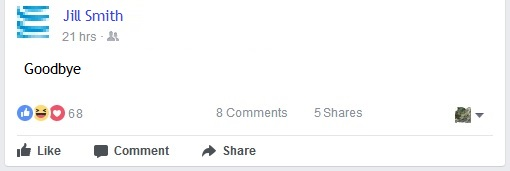 Jill Smith
21 hrs ·
Goodbye
68 8 Comments 5 Shares
Like Comment Share